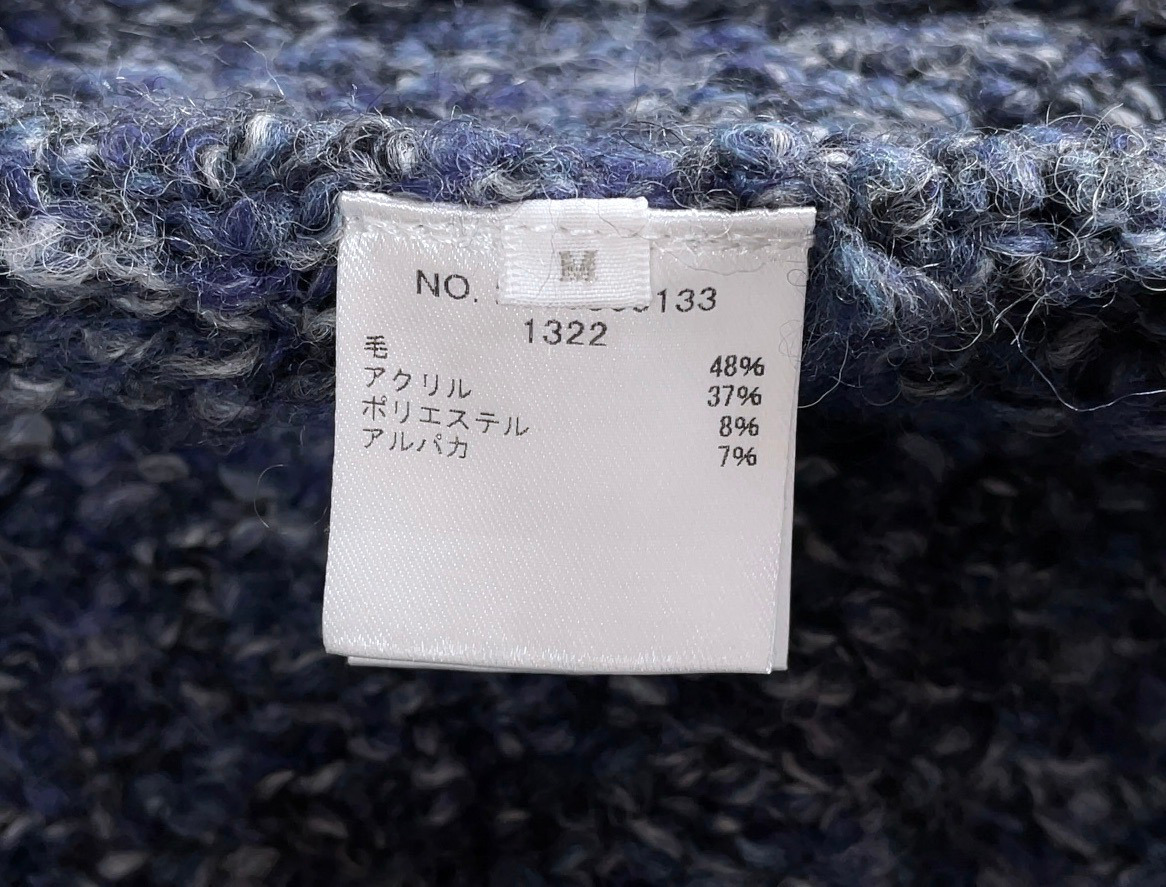 M
NO. 133
1322
毛 48%
アクリル 37%
ポリエステル 8%
アルパカ 7%